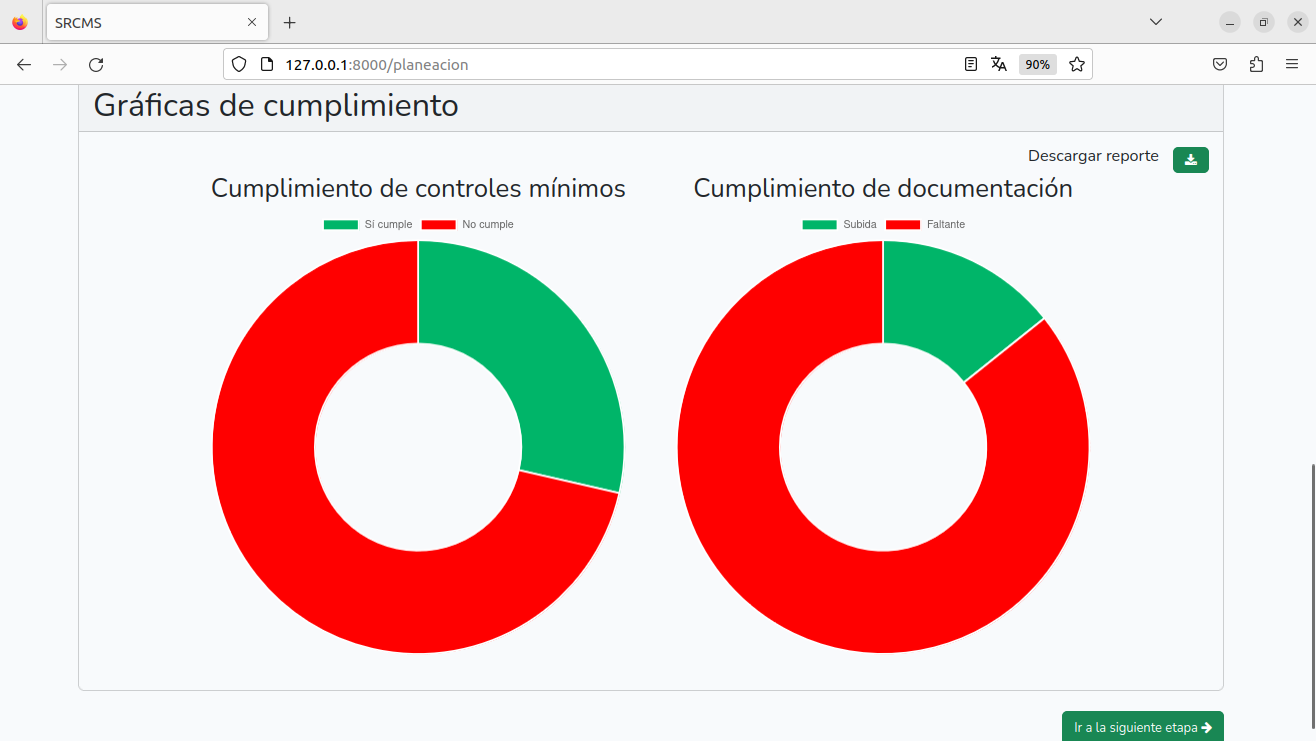 SRCMS
127.0.0.1:8000/planeacion
90%
Gráficas de cumplimiento
Descargar reporte
Cumplimiento de controles mínimos
Sí cumple No cumple
Cumplimiento de documentación
Subida Faltante
Ir a la siguiente etapa